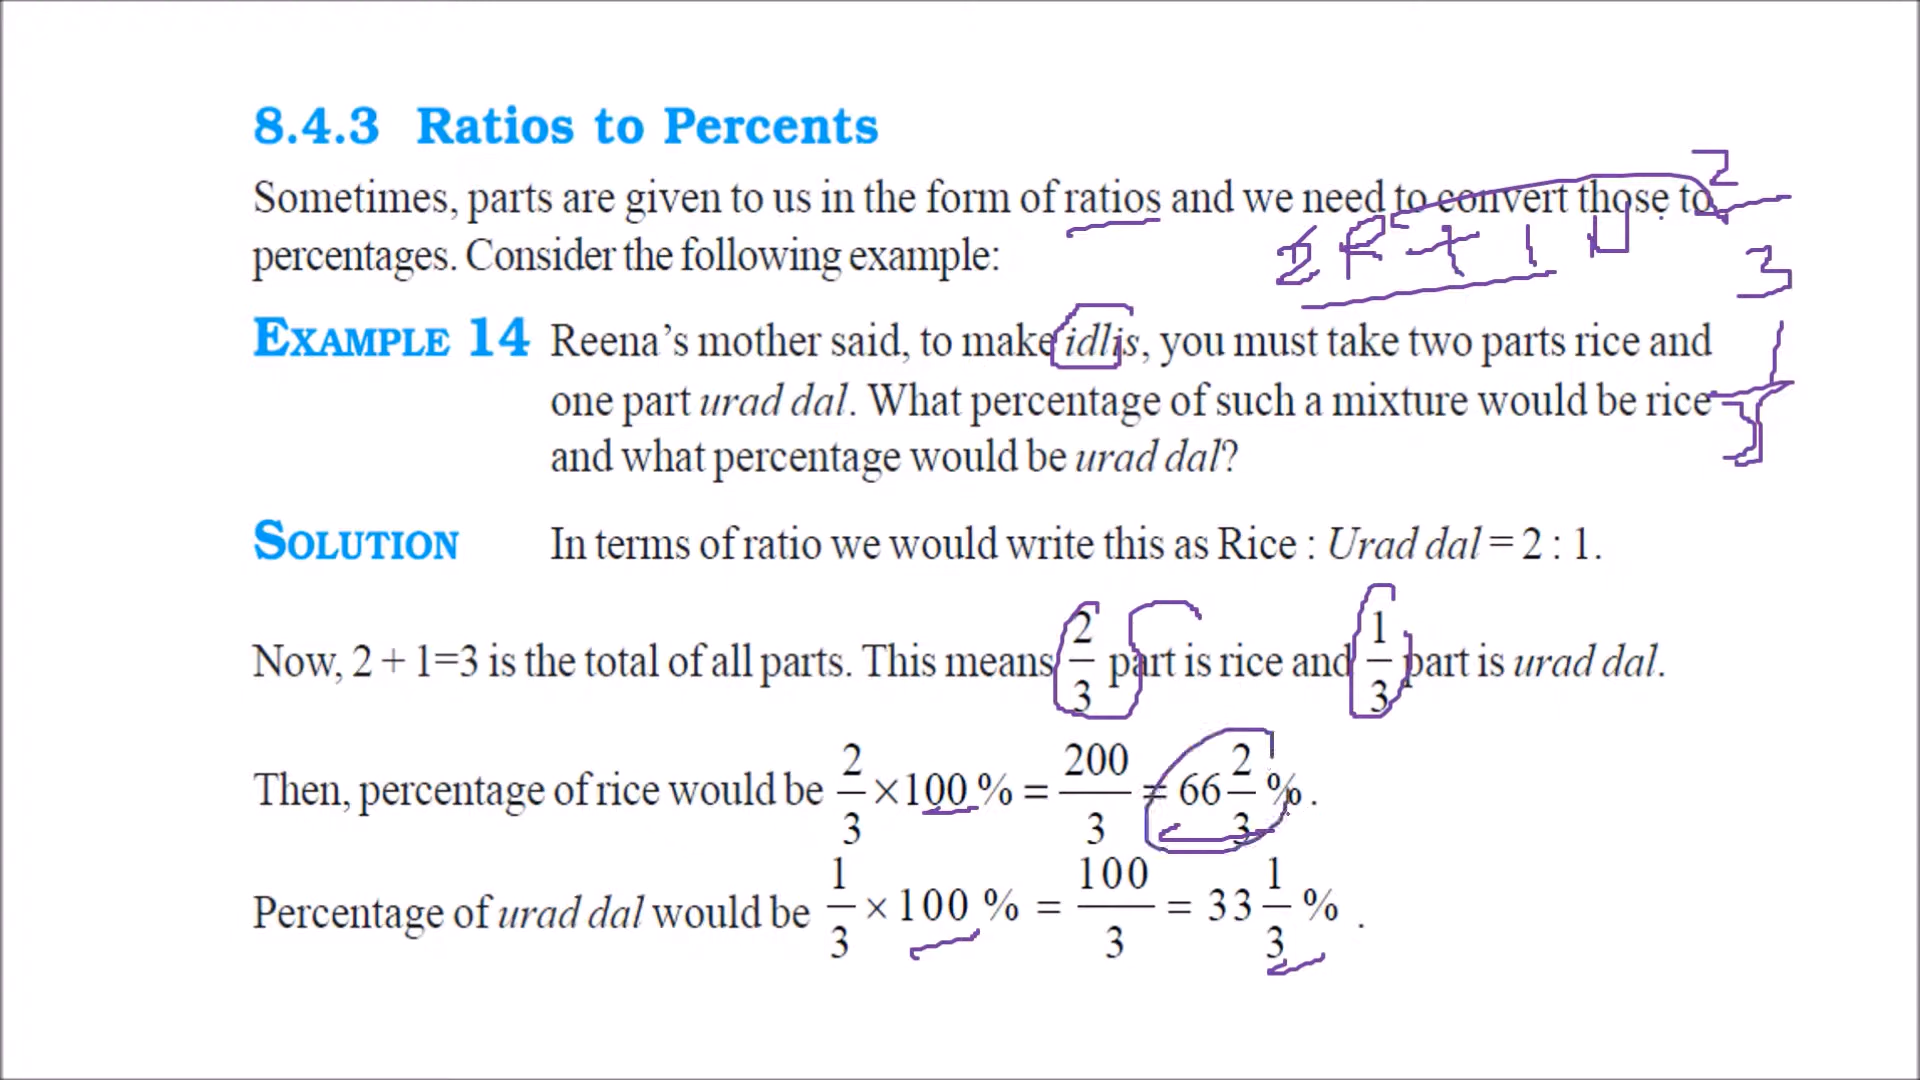 8.4.3 Ratios to Percents
Sometimes, parts are given to us in the form of ratios and we need to convert those to
percentages. Consider the following example:
2
2 R + 1 U
3
EXAMPLE 14 Reena's mother said, to make idlis, you must take two parts rice and
one part urad dal. What percentage of such a mixture would be rice
and what percentage would be urad dal?
1
3
SOLUTION In terms of ratio we would write this as Rice : Urad dal = 2 : 1.
Now, 2 + 1=3 is the total of all parts. This means 2/3 part is rice and 1/3 part is urad dal.
Then, percentage of rice would be 2/3 × 100 % = 200/3 = 66 2/3 % .
Percentage of urad dal would be 1/3 × 100 % = 100/3 = 33 1/3 % .